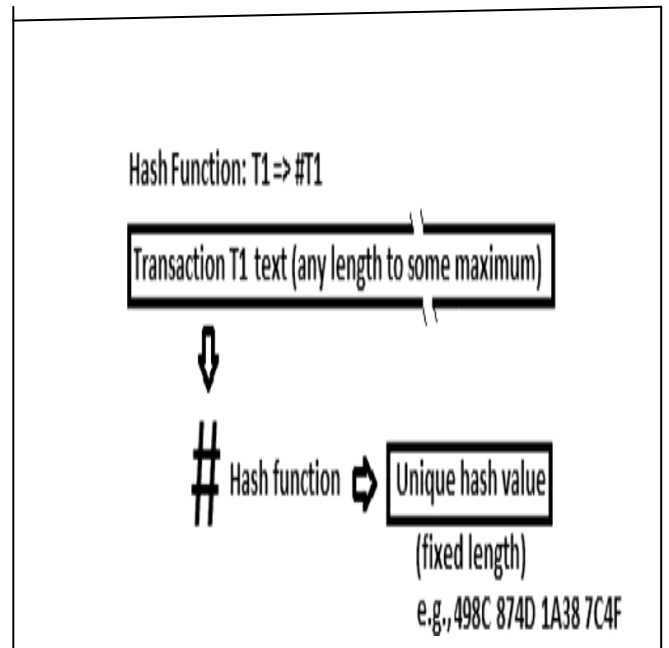 Hash Function: T1 => #T1
Transaction T1 text (any length to some maximum)
# Hash function
Unique hash value
(fixed length)
e.g., 498C 874D 1A38 7C4F